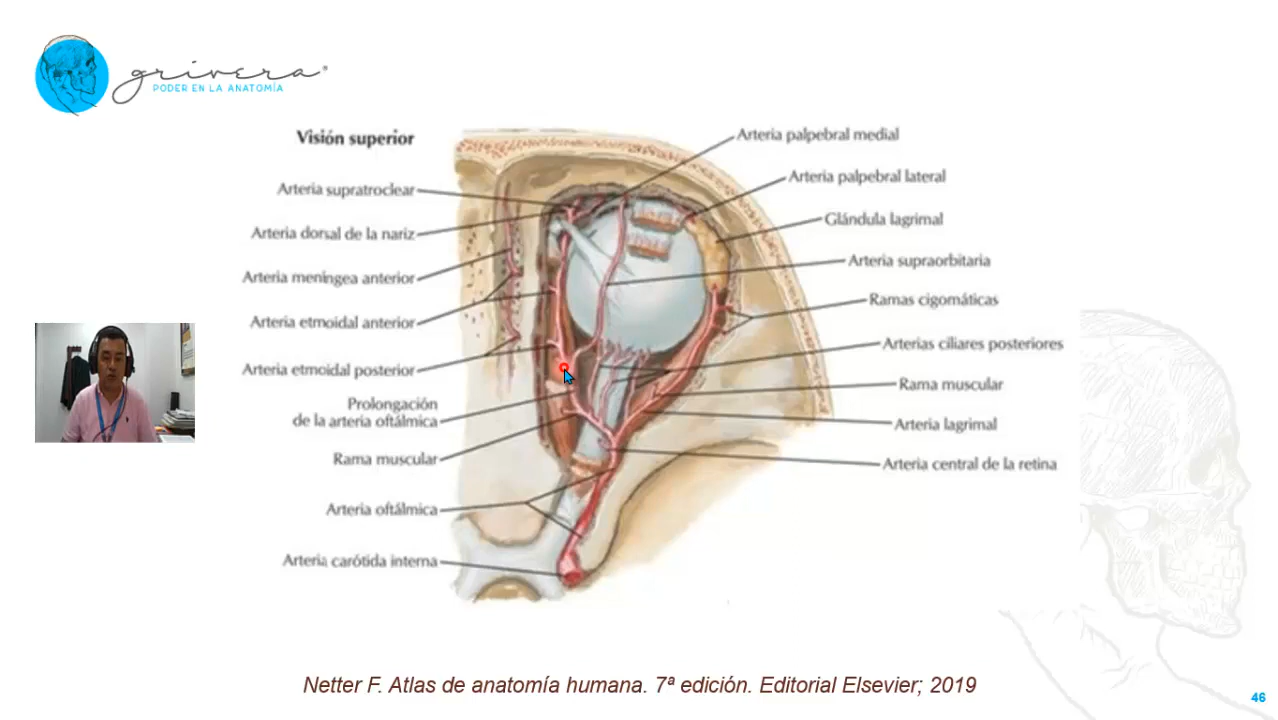 grivera®
PODER EN LA ANATOMÍA
Visión superior
Arteria supratroclear
Arteria dorsal de la nariz
Arteria meníngea anterior
Arteria etmoidal anterior
Arteria etmoidal posterior
Prolongación
de la arteria oftálmica
Rama muscular
Arteria oftálmica
Arteria carótida interna
Arteria palpebral medial
Arteria palpebral lateral
Glándula lagrimal
Arteria supraorbitaria
Ramas cigomáticas
Arterias ciliares posteriores
Rama muscular
Arteria lagrimal
Arteria central de la retina
Netter F. Atlas de anatomía humana. 7ª edición. Editorial Elsevier; 2019
46